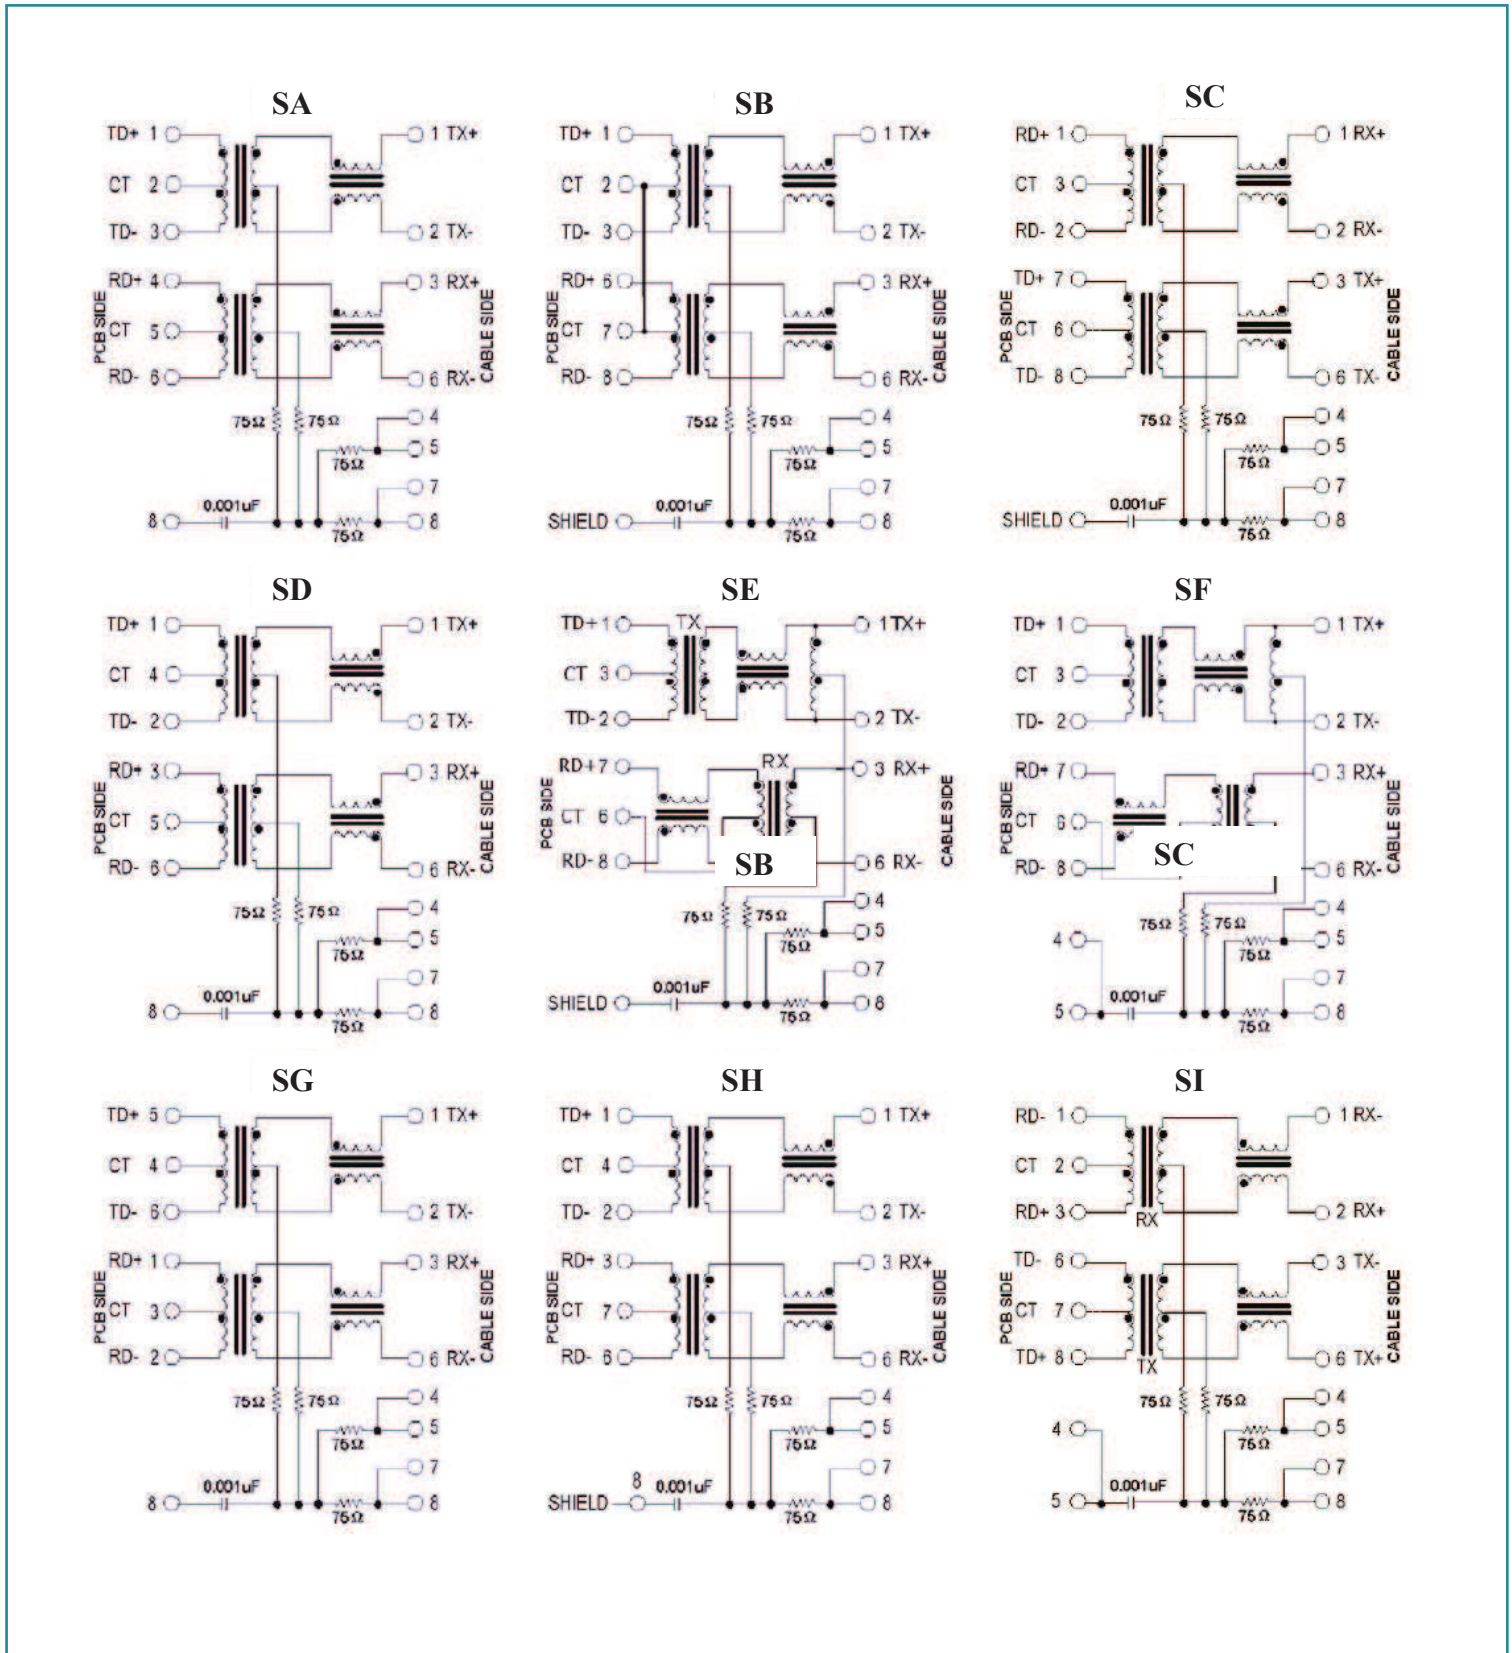 SA
TD+ 1
1 TX+
CT 2
TD- 3
2 TX-
RD+ 4
3 RX+
PCB SIDE
CT 5
CABLE SIDE
RD- 6
6 RX-
75Ω
75Ω
4
75Ω
5
7
8
0.001uF
75Ω
8
SB
TD+ 1
1 TX+
CT 2
TD- 3
2 TX-
RD+ 6
3 RX+
PCB SIDE
CT 7
CABLE SIDE
RD- 8
6 RX-
75Ω
75Ω
4
75Ω
5
7
SHIELD
0.001uF
75Ω
8
SC
RD+ 1
1 RX+
CT 3
RD- 2
2 RX-
TD+ 7
3 TX+
PCB SIDE
CT 6
CABLE SIDE
TD- 8
6 TX-
75Ω
75Ω
4
75Ω
5
7
SHIELD
0.001uF
75Ω
8
SD
TD+ 1
1 TX+
CT 4
TD- 2
2 TX-
RD+ 3
3 RX+
PCB SIDE
CT 5
CABLE SIDE
RD- 6
6 RX-
75Ω
75Ω
4
75Ω
5
7
8
0.001uF
75Ω
8
SE
TD+ 1
TX
1TX+
CT 3
TD- 2
2 TX-
RD+7
RX
3 RX+
PCB SIDE
CT 6
CABLE SIDE
RD- 8
SB
6 RX-
75Ω
75Ω
4
75Ω
5
7
SHIELD
0.001uF
75Ω
8
SF
TD+ 1
1 TX+
CT 3
TD- 2
2 TX-
RD+ 7
3 RX+
PCB SIDE
CT 6
CABLE SIDE
RD- 8
SC
6 RX-
75Ω
75Ω
4
4
75Ω
5
7
5
0.001uF
75Ω
8
SG
TD+ 5
1 TX+
CT 4
TD- 6
2 TX-
RD+ 1
3 RX+
PCB SIDE
CT 3
CABLE SIDE
RD- 2
6 RX-
75Ω
75Ω
4
75Ω
5
7
8
0.001uF
75Ω
8
SH
TD+ 1
1 TX+
CT 4
TD- 2
2 TX-
RD+ 3
3 RX+
PCB SIDE
CT 7
CABLE SIDE
RD- 6
6 RX-
75Ω
75Ω
4
75Ω
5
7
SHIELD
8
0.001uF
75Ω
8
SI
RD- 1
1 RX-
CT 2
RD+ 3
RX
2 RX+
TD- 6
3 TX-
PCB SIDE
CT 7
CABLE SIDE
TD+ 8
TX
6 TX+
75Ω
75Ω
4
4
75Ω
5
7
5
0.001uF
75Ω
8